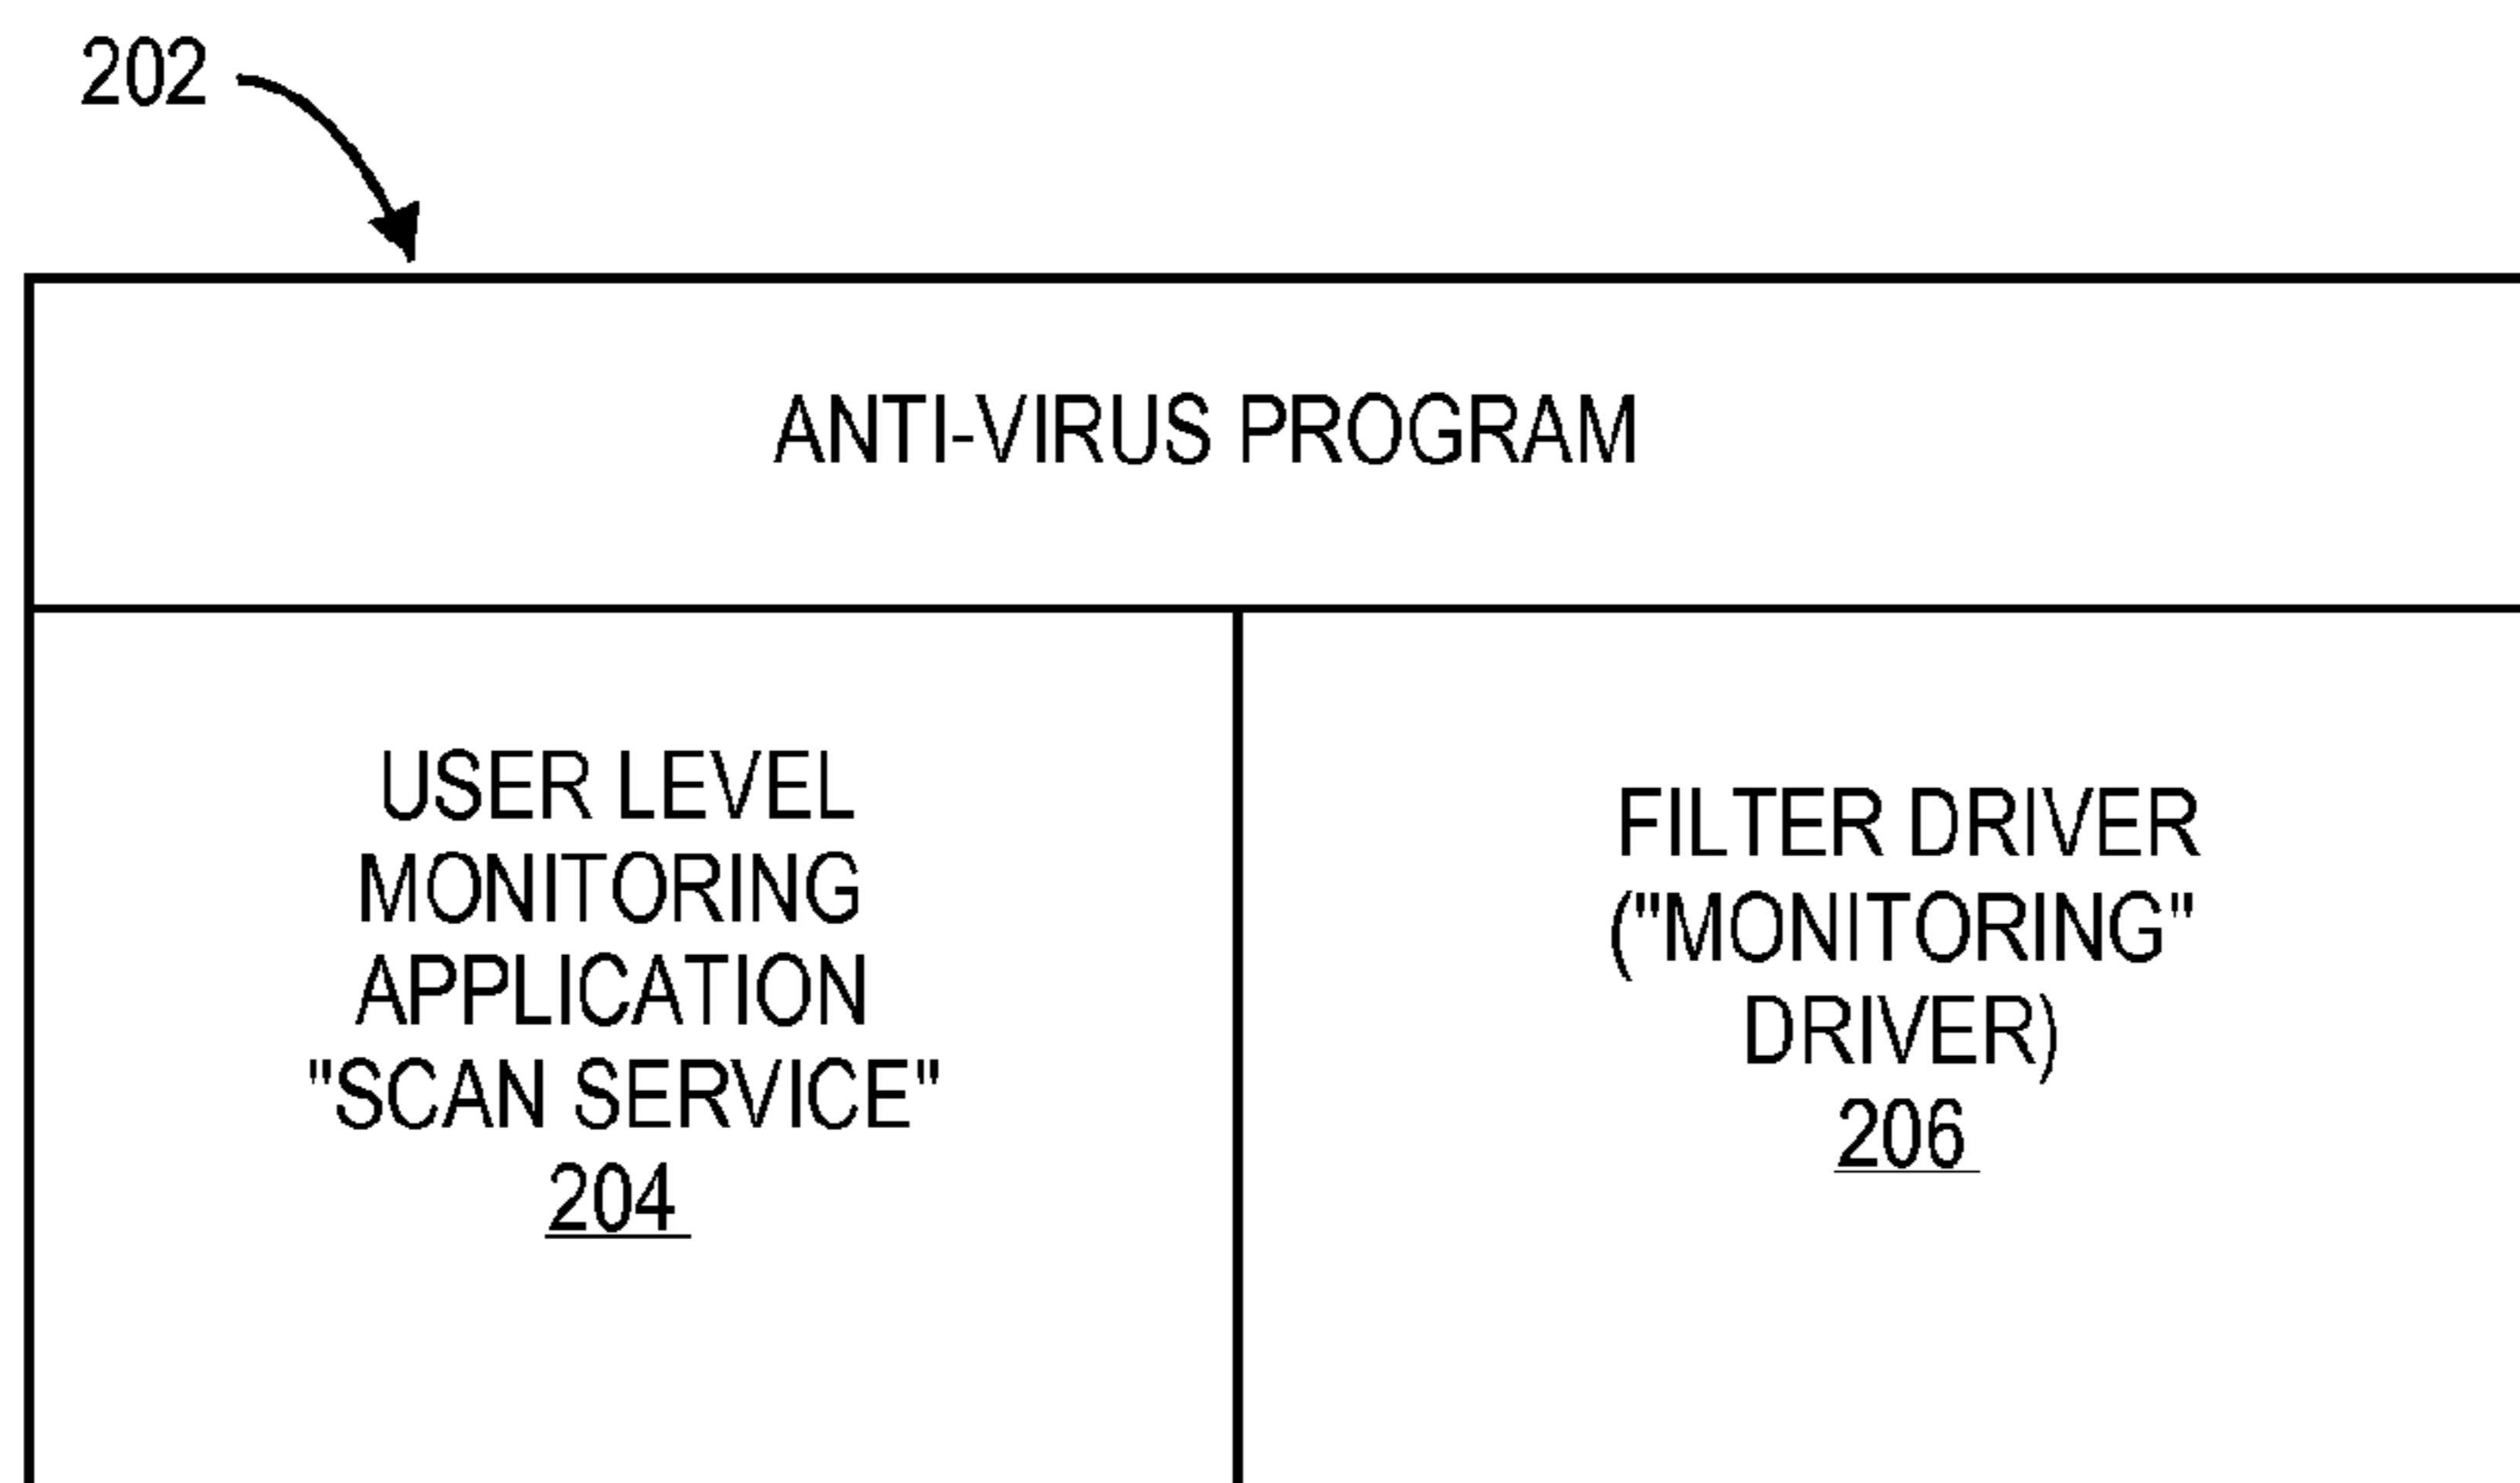 202
ANTI-VIRUS PROGRAM
USER LEVEL
MONITORING
APPLICATION
"SCAN SERVICE"
204
FILTER DRIVER
("MONITORING"
DRIVER)
206